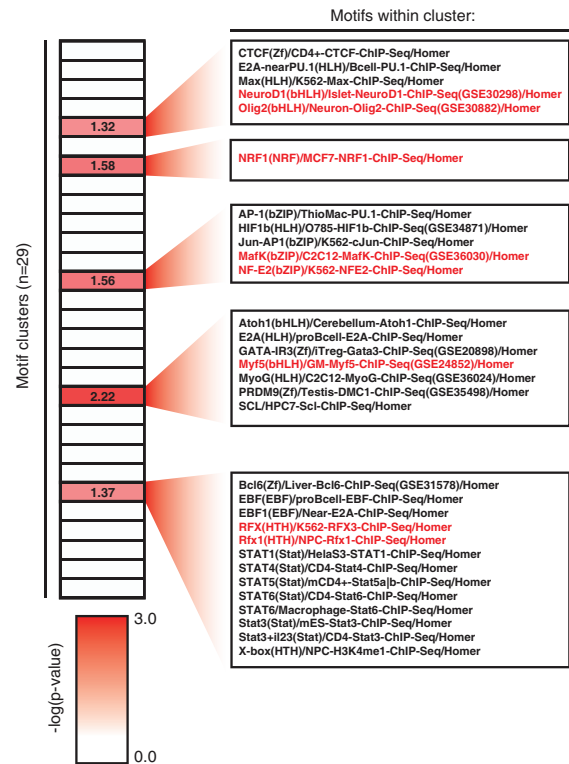 Motifs within cluster:
CTCF(Zf)/CD4+-CTCF-ChIP-Seq/Homer
E2A-nearPU.1(HLH)/Bcell-PU.1-ChIP-Seq/Homer
Max(HLH)/K562-Max-ChIP-Seq/Homer
NeuroD1(bHLH)/Islet-NeuroD1-ChIP-Seq(GSE30298)/Homer
Olig2(bHLH)/Neuron-Olig2-ChIP-Seq(GSE30882)/Homer
1.32
NRF1(NRF)/MCF7-NRF1-ChIP-Seq/Homer
1.58
AP-1(bZIP)/ThioMac-PU.1-ChIP-Seq/Homer
HIF1b(HLH)/O785-HIF1b-ChIP-Seq(GSE34871)/Homer
Jun-AP1(bZIP)/K562-cJun-ChIP-Seq/Homer
MafK(bZIP)/C2C12-MafK-ChIP-Seq(GSE36030)/Homer
NF-E2(bZIP)/K562-NFE2-ChIP-Seq/Homer
1.56
Motif clusters (n=29)
Atoh1(bHLH)/Cerebellum-Atoh1-ChIP-Seq/Homer
E2A(HLH)/proBcell-E2A-ChIP-Seq/Homer
GATA-IR3(Zf)/iTreg-Gata3-ChIP-Seq(GSE20898)/Homer
Myf5(bHLH)/GM-Myf5-ChIP-Seq(GSE24852)/Homer
MyoG(HLH)/C2C12-MyoG-ChIP-Seq(GSE36024)/Homer
PRDM9(Zf)/Testis-DMC1-ChIP-Seq(GSE35498)/Homer
SCL/HPC7-Scl-ChIP-Seq/Homer
2.22
Bcl6(Zf)/Liver-Bcl6-ChIP-Seq(GSE31578)/Homer
EBF(EBF)/proBcell-EBF-ChIP-Seq/Homer
EBF1(EBF)/Near-E2A-ChIP-Seq/Homer
RFX(HTH)/K562-RFX3-ChIP-Seq/Homer
Rfx1(HTH)/NPC-Rfx1-ChIP-Seq/Homer
STAT1(Stat)/HelaS3-STAT1-ChIP-Seq/Homer
STAT4(Stat)/CD4-Stat4-ChIP-Seq/Homer
STAT5(Stat)/mCD4+-Stat5a|b-ChIP-Seq/Homer
STAT6(Stat)/CD4-Stat6-ChIP-Seq/Homer
STAT6/Macrophage-Stat6-ChIP-Seq/Homer
Stat3(Stat)/mES-Stat3-ChIP-Seq/Homer
Stat3+il23(Stat)/CD4-Stat3-ChIP-Seq/Homer
X-box(HTH)/NPC-H3K4me1-ChIP-Seq/Homer
1.37
3.0
-log(p-value)
0.0